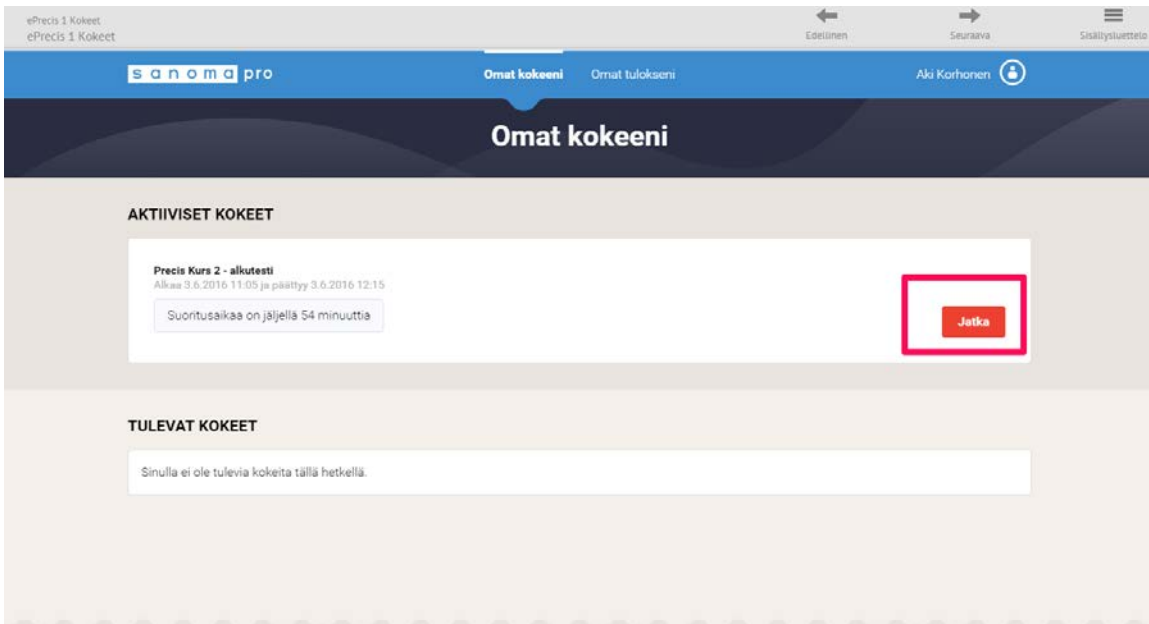 ePrecis 1 Kokeet
ePrecis 1 Kokeet
Edellinen
Seuraava
Sisällysluettelo
sanoma pro
Omat kokeeni
Omat tulokseni
Aki Korhonen
Omat kokeeni
AKTIIVISET KOKEET
Precis Kurs 2 - alkutesti
Alkaa 3.6.2016 11:05 ja päättyy 3.6.2016 12:15
Suoritusaikaa on jäljellä 54 minuuttia
Jatka
TULEVAT KOKEET
Sinulla ei ole tulevia kokeita tällä hetkellä.